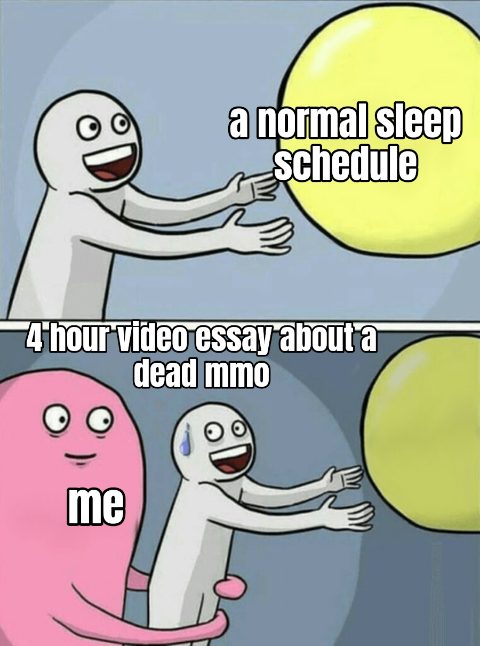 a normal sleep
schedule
4 hour video essay about a
dead mmo
me